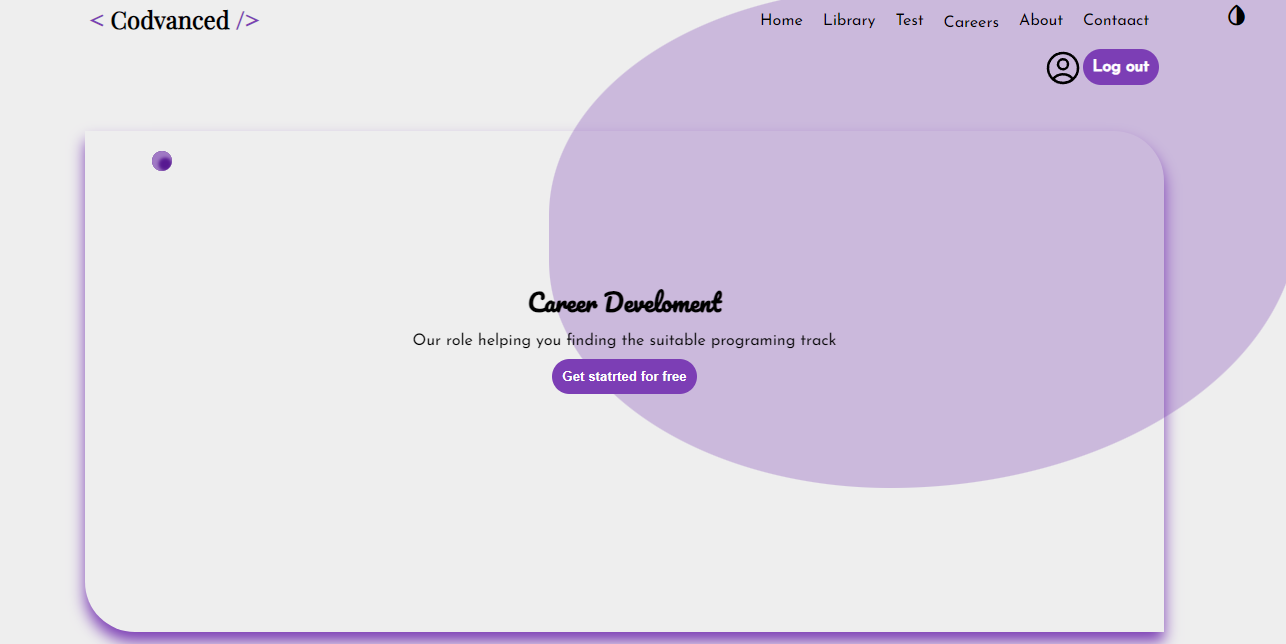 < Codvanced />
Home Library Test Careers About Contaact
Log out
Career Develoment
Our role helping you finding the suitable programing track
Get statrted for free